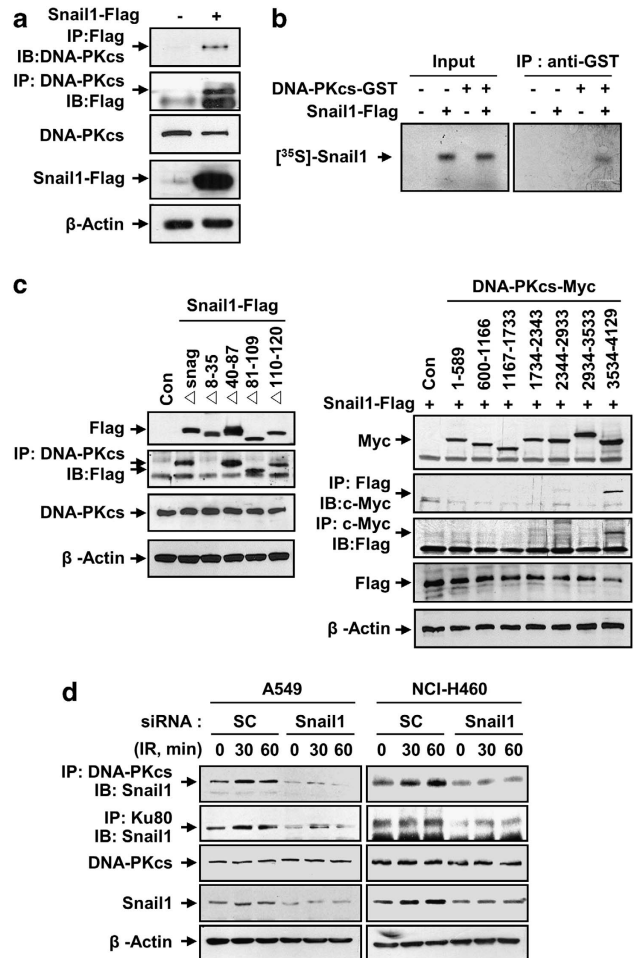 a
Snail1-Flag - +
IP:Flag
IB:DNA-PKcs
IP: DNA-PKcs
IB:Flag
DNA-PKcs
Snail1-Flag
β-Actin
b
Input IP : anti-GST
DNA-PKcs-GST - - + + - - + +
Snail1-Flag - + - + - + - +
[³⁵S]-Snail1
c
Snail1-Flag
Con △ snag △ 8-35 △ 40-87 △ 81-109 △ 110-120
Flag
IP: DNA-PKcs
IB:Flag
DNA-PKcs
β -Actin
DNA-PKcs-Myc
Con 1-589 600-1166 1167-1733 1734-2343 2344-2933 2934-3533 3534-4129
Snail1-Flag + + + + + + + +
Myc
IP: Flag
IB:c-Myc
IP: c-Myc
IB:Flag
Flag
β -Actin
d
A549 NCI-H460
siRNA : SC Snail1 SC Snail1
(IR, min) 0 30 60 0 30 60 0 30 60 0 30 60
IP: DNA-PKcs
IB: Snail1
IP: Ku80
IB: Snail1
DNA-PKcs
Snail1
β -Actin